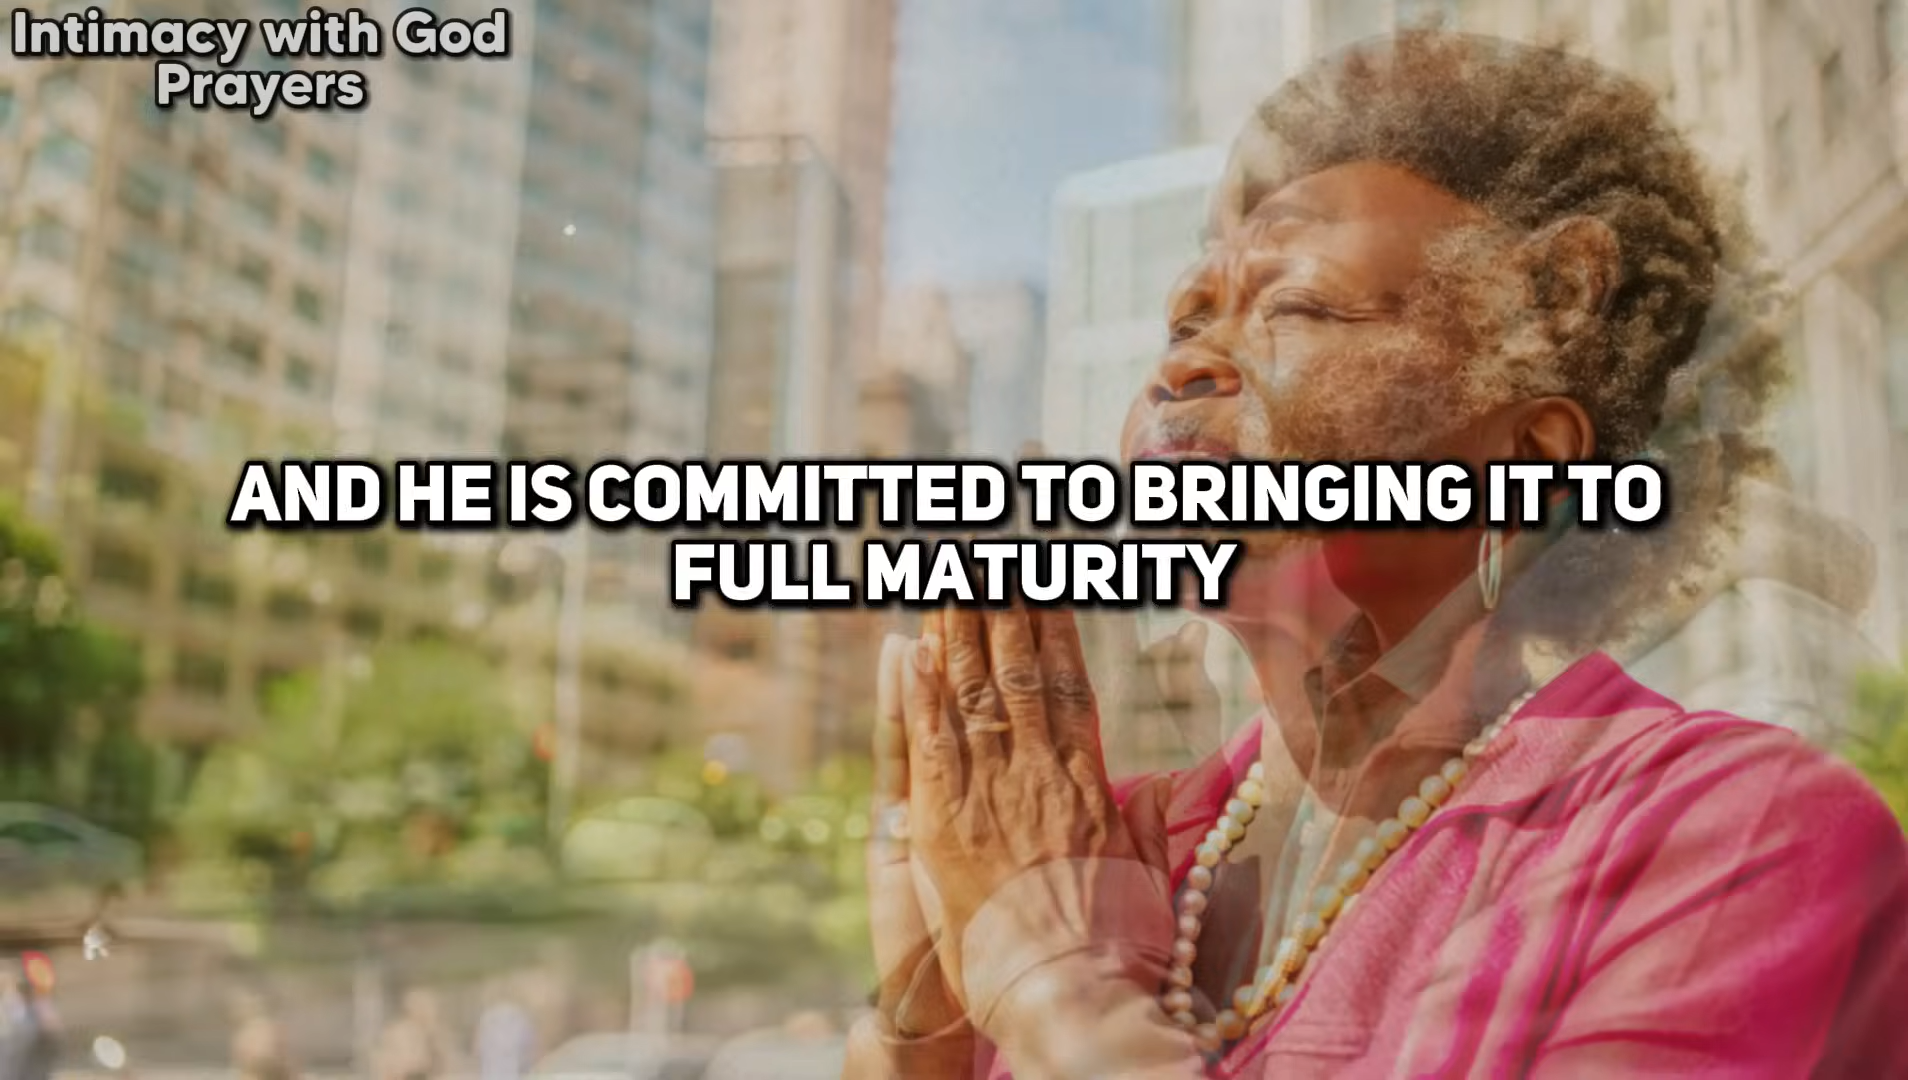 Intimacy with God
Prayers
AND HE IS COMMITTED TO BRINGING IT TO
FULL MATURITY